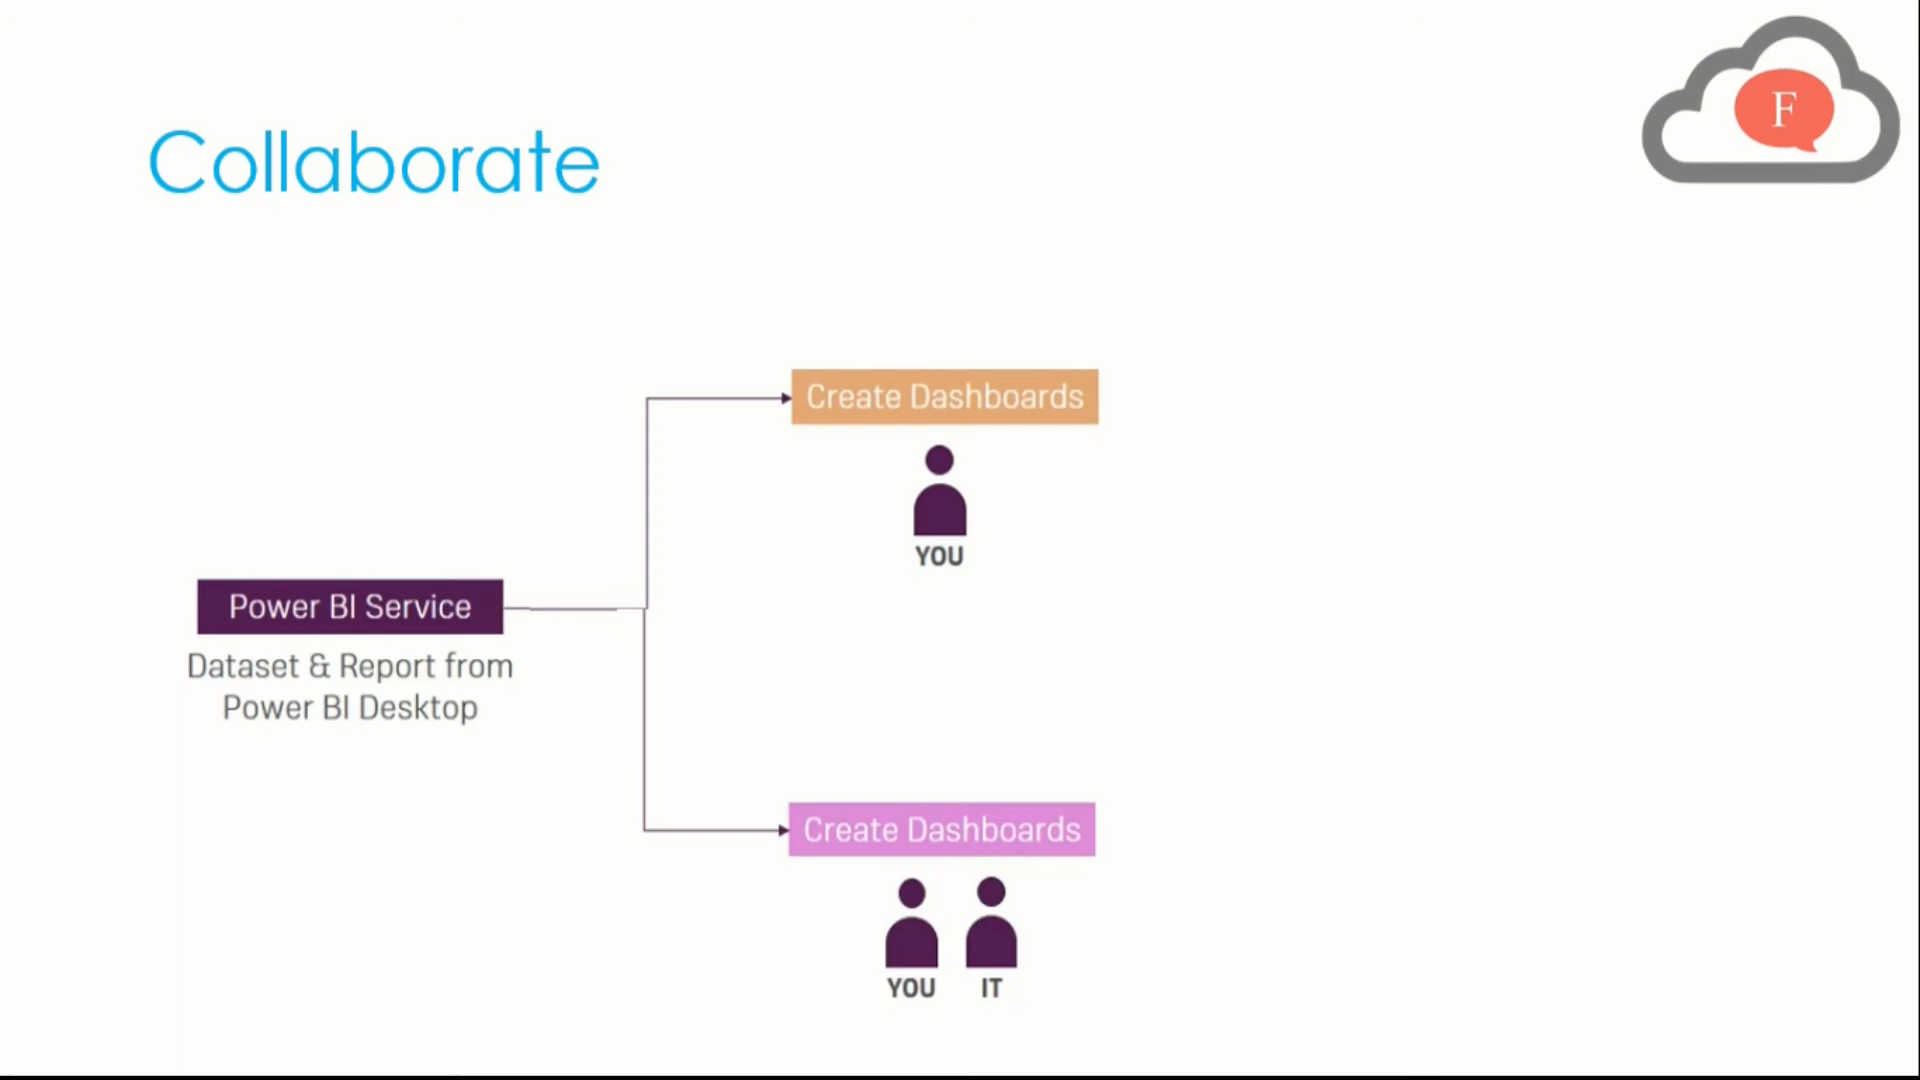 F
Collaborate
Create Dashboards
YOU
Power BI Service
Dataset & Report from
Power BI Desktop
Create Dashboards
YOU IT